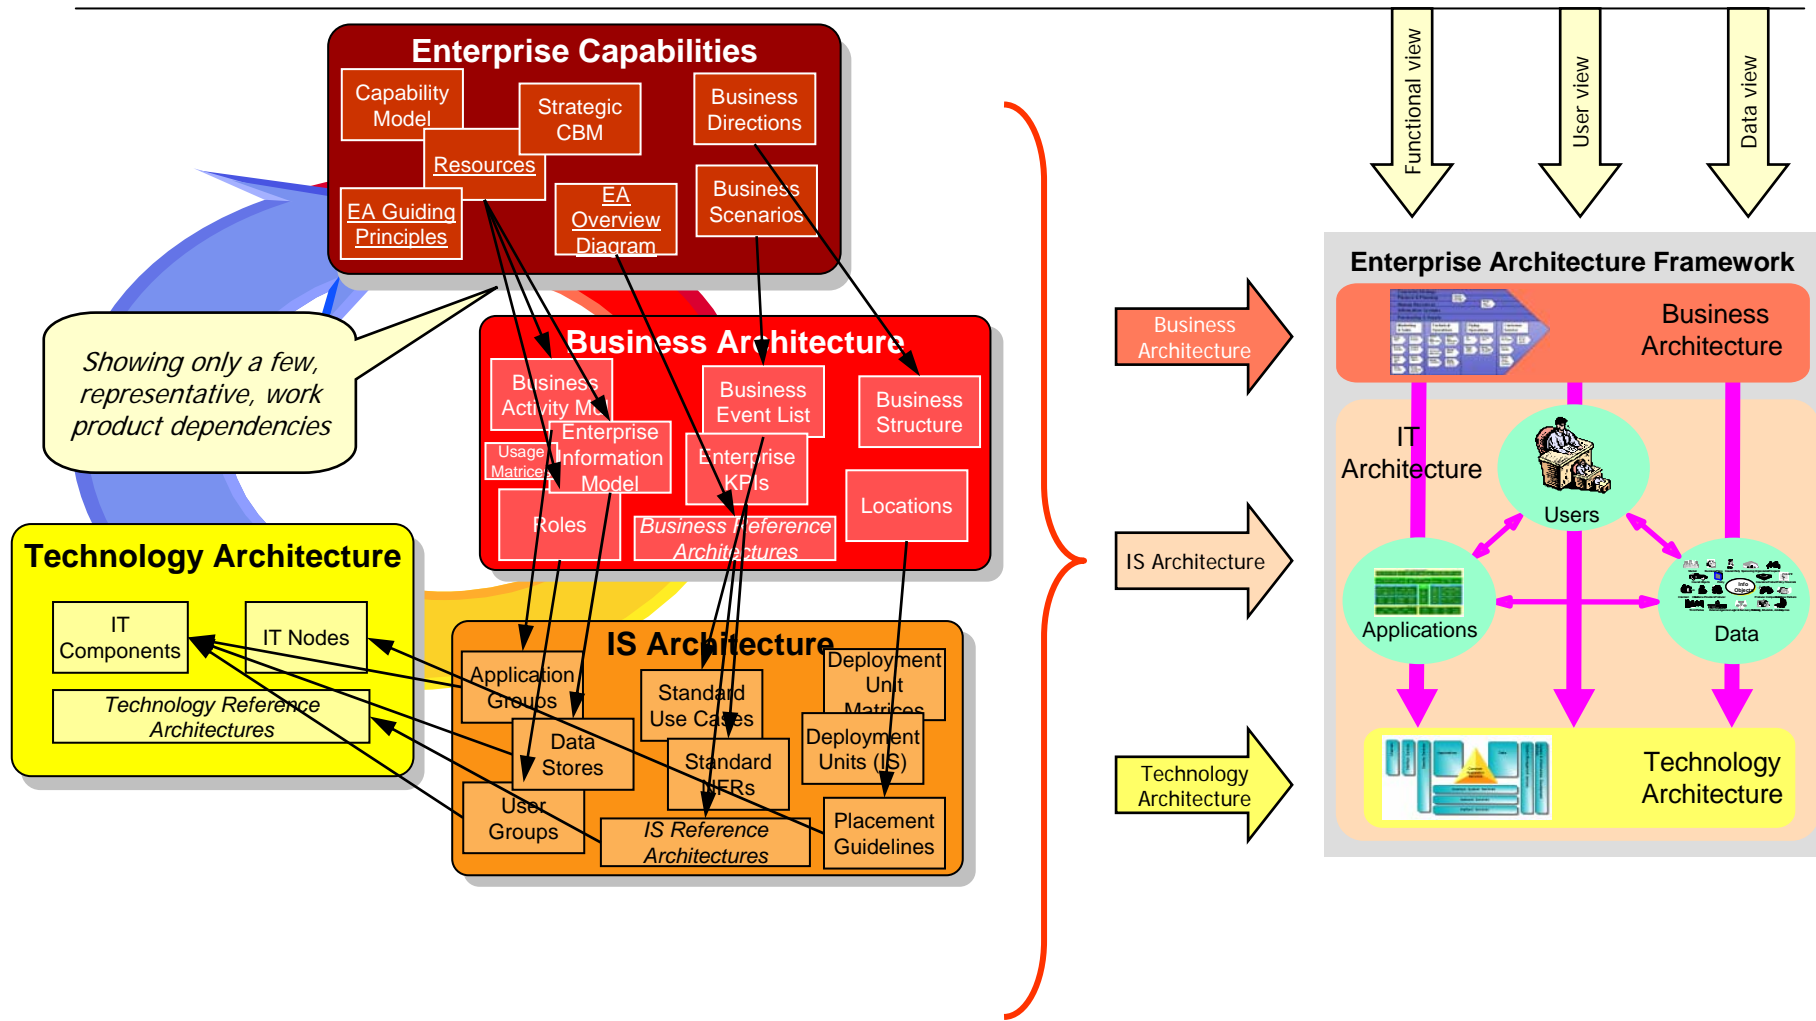 Enterprise Capabilities
Capability
Model
Strategic
CBM
Business
Directions
Resources
EA Guiding
Principles
EA
Overview
Diagram
Business
Scenarios
Showing only a few,
representative, work
product dependencies
Business Architecture
Business
Activity Mo
Business
Event List
Business
Structure
Usage
Matrices
Enterprise
Information
Model
Enterprise
KPIs
Locations
Roles
Business Reference
Architectures
Technology Architecture
IT
Components
IT Nodes
Technology Reference
Architectures
IS Architecture
Application
Groups
Standard
Use Cases
Deployment
Unit
Matrices
Data
Stores
Standard
NFRs
Deployment
Units (IS)
User
Groups
IS Reference
Architectures
Placement
Guidelines
Business
Architecture
IS Architecture
Technology
Architecture
Functional view
User view
Data view
Enterprise Architecture Framework
Business
Architecture
IT
Architecture
Users
Applications
Info
Objects
Data
Technology
Architecture